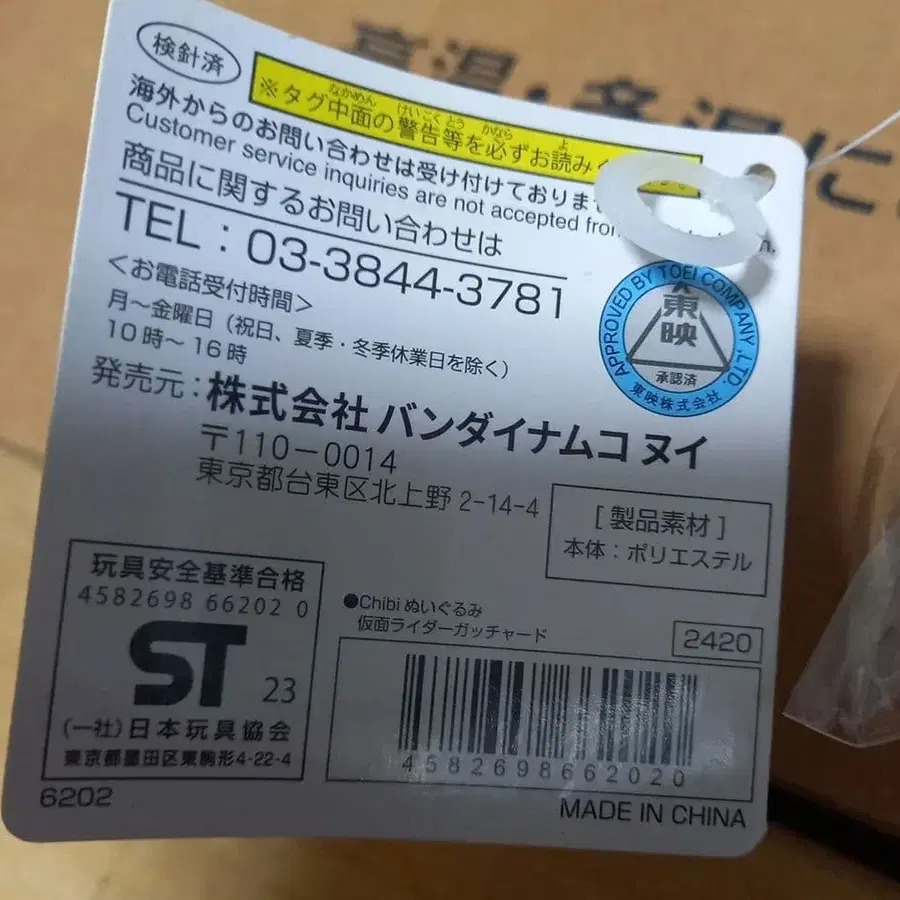 高温・多湿に
検針済
なかめん けいこくとう かなら よ
※タグ中面の警告等を必ずお読み
海外からのお問い合わせは受け付けておりませ
Customer service inquiries are not accepted from
商品に関するお問い合わせは
TEL：03-3844-3781
<お電話受付時間>
月～金曜日（祝日、夏季・冬季休業日を除く）
10時～16時
APPROVED BY TOEI COMPANY, LTD.
東映
承認済
東映株式会社
発売元：株式会社 バンダイナムコ ヌイ
〒110-0014
東京都台東区北上野 2-14-4
[ 製品素材 ]
本体：ポリエステル
玩具安全基準合格
4582698 66202 0
ST 23
(一社)日本玩具協会
東京都墨田区東駒形4-22-4
6202
●Chibi ぬいぐるみ
仮面ライダーガッチャード
2420
4582698662020
MADE IN CHINA